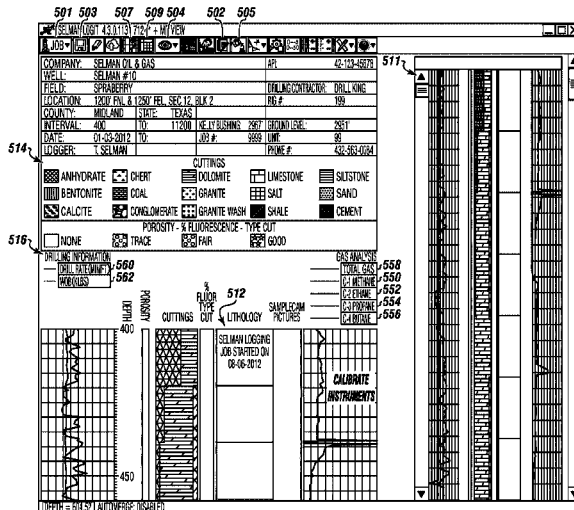 501 503 507 509 504 502 505
SELMAN LOGIT 4.3.0.113 712-[* + MY VIEW
JOB
511
COMPANY: SELMAN OIL & GAS API: 42-123-45678
WELL: SELMAN #10
FIELD: SPRABERRY DRILLING CONTRACTOR: DRILL KING
LOCATION: 1200' FNL & 1250' FEL, SEC 12, BLK 2 RIG #: 199
COUNTY: MIDLAND STATE: TEXAS
INTERVAL: 400 TO: 11200 KELLY BUSHING: 2967' GROUND LEVEL: 2951'
DATE: 01-03-2012 TO: JOB #: 9999 UNIT: 99
LOGGER: T. SELMAN PHONE #: 432-563-0084
514
CUTTINGS
ANHYDRATE CHERT DOLOMITE LIMESTONE SILTSTONE
BENTONITE COAL GRANITE SALT SAND
CALCITE CONGLOMERATE GRANITE WASH SHALE CEMENT
POROSITY - % FLUORESCENCE - TYPE CUT
NONE TRACE FAIR GOOD
516
DRILLING INFORMATION
DRILL RATE(MIN/FT) 560
WOB(KLBS) 562
GAS ANALYSIS
TOTAL GAS 558
C-1 METHANE 550
C-2 ETHANE 552
C-3 PROPANE 554
C-4 BUTANE 556
DEPTH
POROSITY
CUTTINGS
% FLUOR TYPE CUT
512
LITHOLOGY
SAMPLECAM PICTURES
400
SELMAN LOGGING
JOB STARTED ON
08-06-2012
CALIBRATE
INSTRUMENTS
450
DEPTH = 604.52 AUTOMERGE: DISABLED